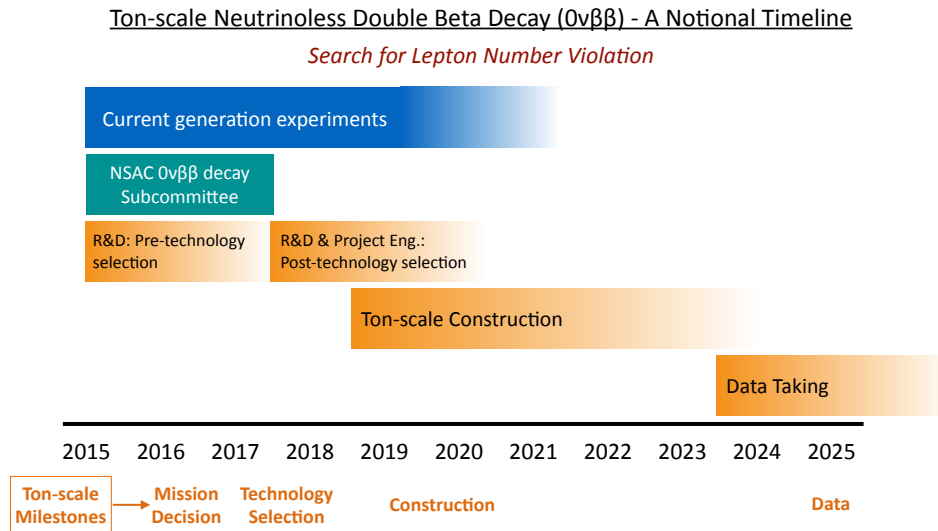 Ton-scale Neutrinoless Double Beta Decay (0νββ) - A Notional Timeline
Search for Lepton Number Violation
Current generation experiments
NSAC 0νββ decay
Subcommittee
R&D: Pre-technology
selection
R&D & Project Eng.:
Post-technology selection
Ton-scale Construction
Data Taking
2015 2016 2017 2018 2019 2020 2021 2022 2023 2024 2025
Ton-scale
Milestones
Mission
Decision
Technology
Selection
Construction
Data